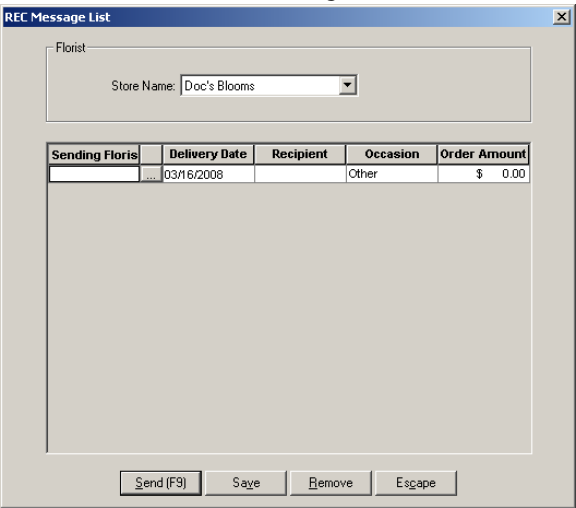 REC Message List
Florist
Store Name: Doc's Blooms
Sending Floris Delivery Date Recipient Occasion Order Amount
... 03/16/2008 Other $ 0.00
Send (F9) Save Remove Escape